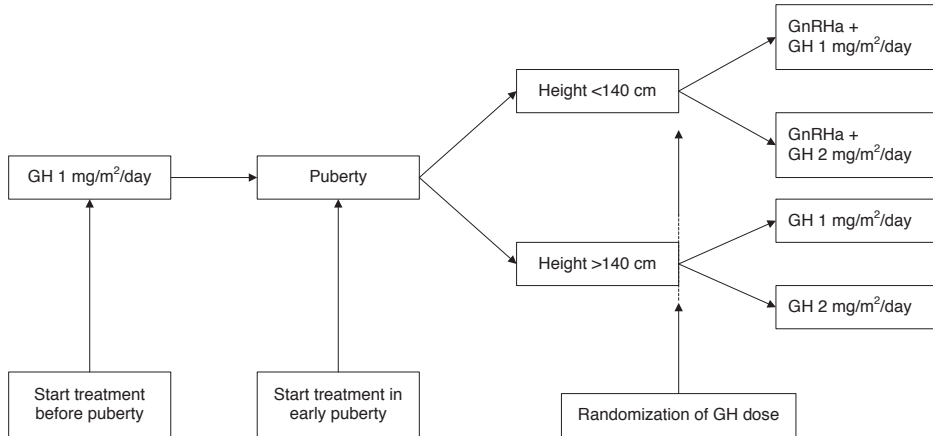 GnRHa +
GH 1 mg/m²/day
Height <140 cm
GnRHa +
GH 2 mg/m²/day
GH 1 mg/m²/day
Puberty
GH 1 mg/m²/day
Height >140 cm
GH 2 mg/m²/day
Start treatment
before puberty
Start treatment in
early puberty
Randomization of GH dose